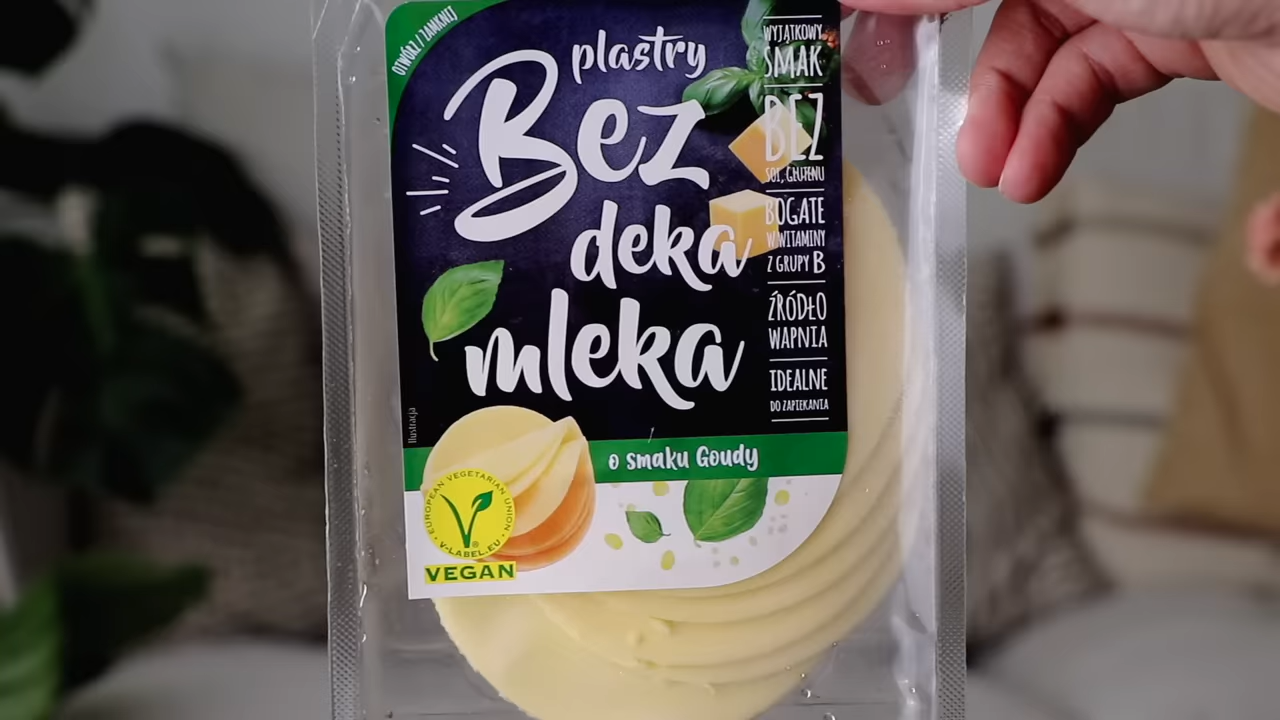 OTWÓRZ / ZAMKNIJ
plastry
Bez
deka
mleka
WYJĄTKOWY
SMAK
BEZ
SOI, GLUTENU
BOGATE
W WITAMINY
Z GRUPY B
ŹRÓDŁO
WAPNIA
IDEALNE
DO ZAPIEKANIA
Ilustracja
o smaku Goudy
EUROPEAN VEGETARIAN UNION
V-LABEL.EU
VEGAN